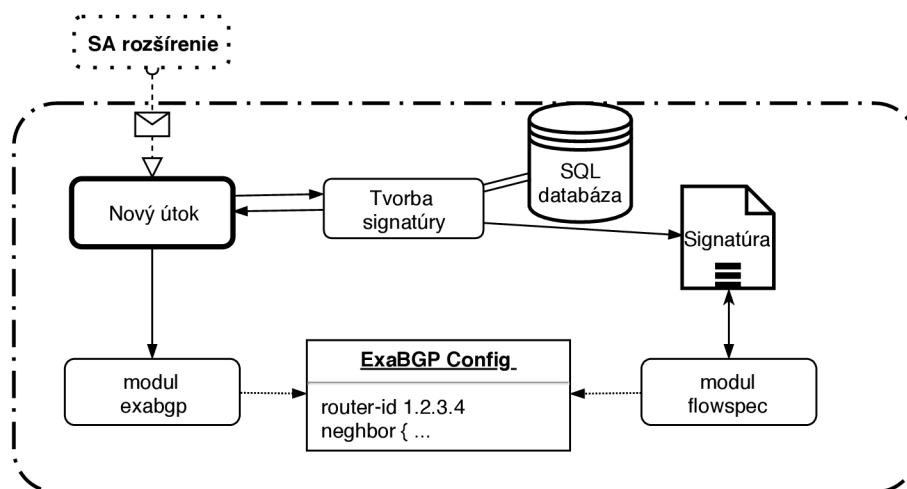 SA rozšírenie
SQL
databáza
Nový útok
Tvorba
signatúry
Signatúra
modul
exabgp
ExaBGP Config
router-id 1.2.3.4
neghbor { ...
modul
flowspec